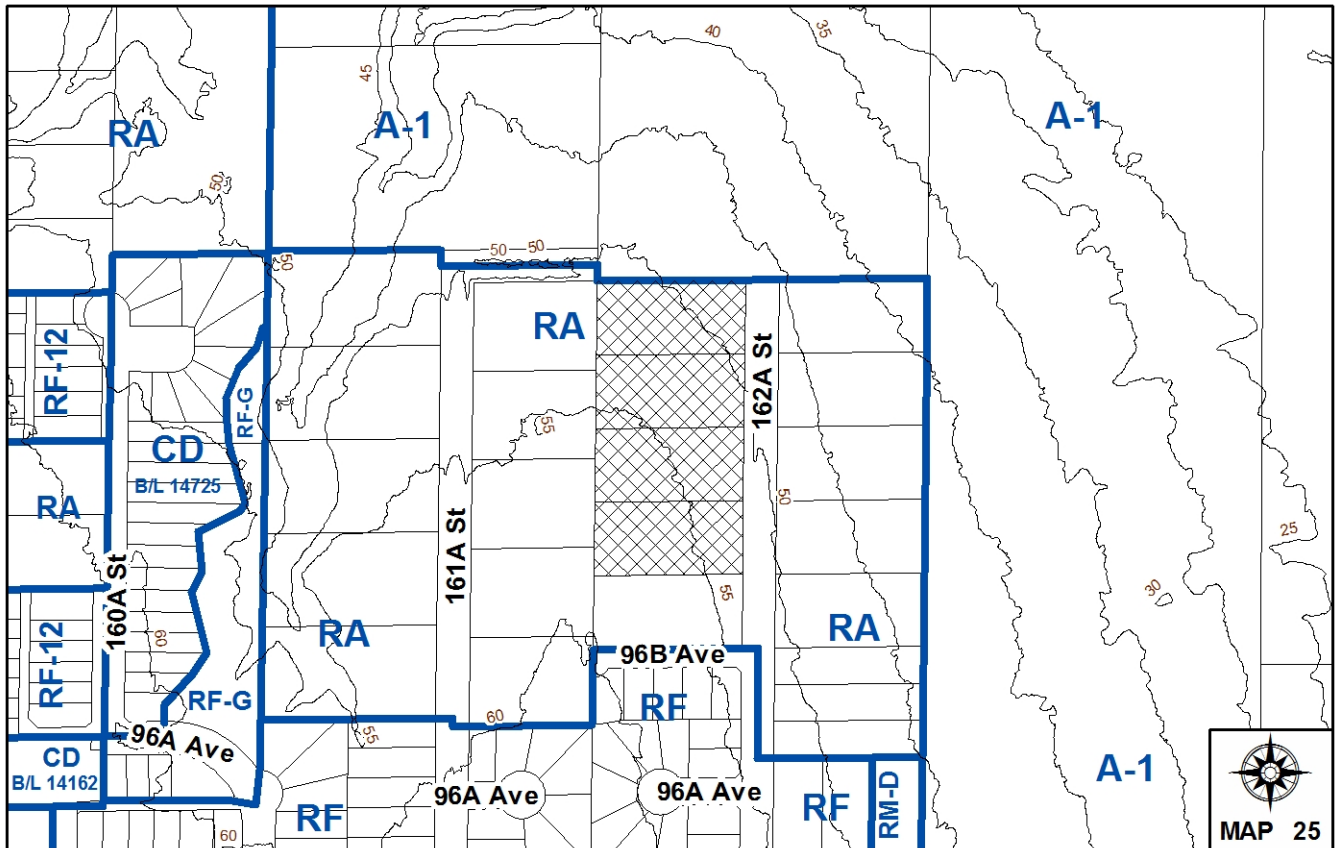 40
35
45
A-1
A-1
RA
50
50
50
50
RA
RF-12
162A St
RF-G
CD
B/L 14725
55
RA
50
161A St
25
160A St
30
55
60
RA
RA
RF-12
96B Ave
RF-G
RF
60
55
96A Ave
CD
B/L 14162
A-1
96A Ave
96A Ave
RF
RF
RM-D
60
MAP 25